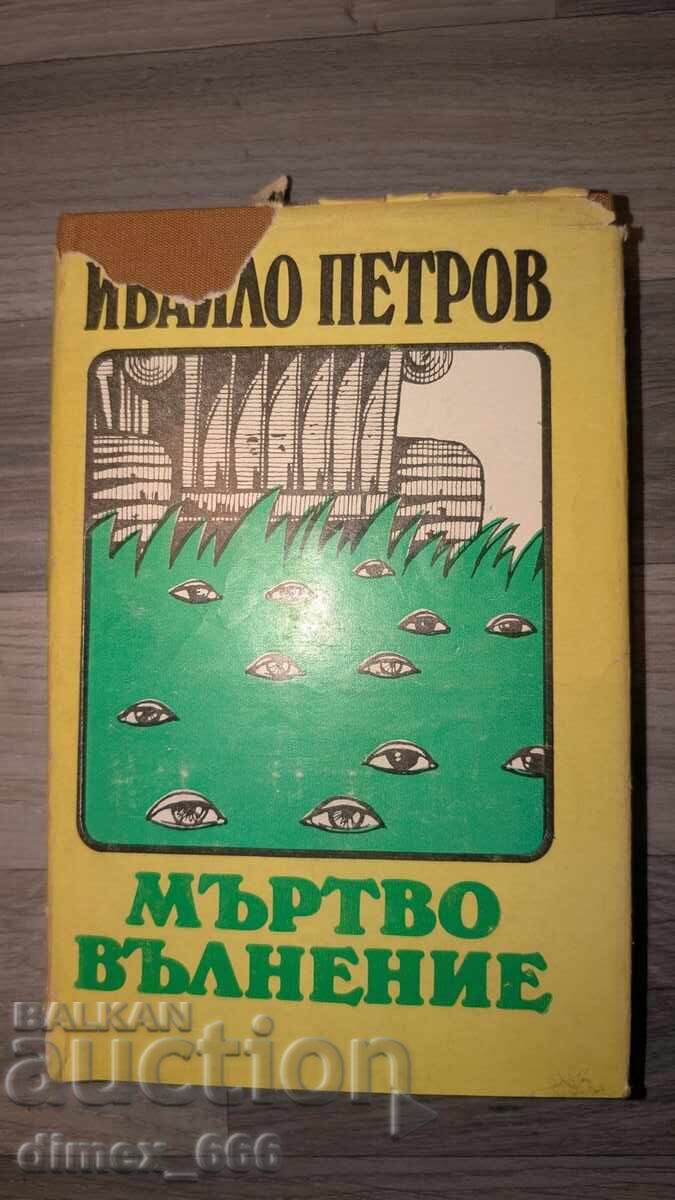 ИВАЙЛО ПЕТРОВ
МЪРТВО
ВЪЛНЕНИЕ
BALKAN
auction
dimex_666